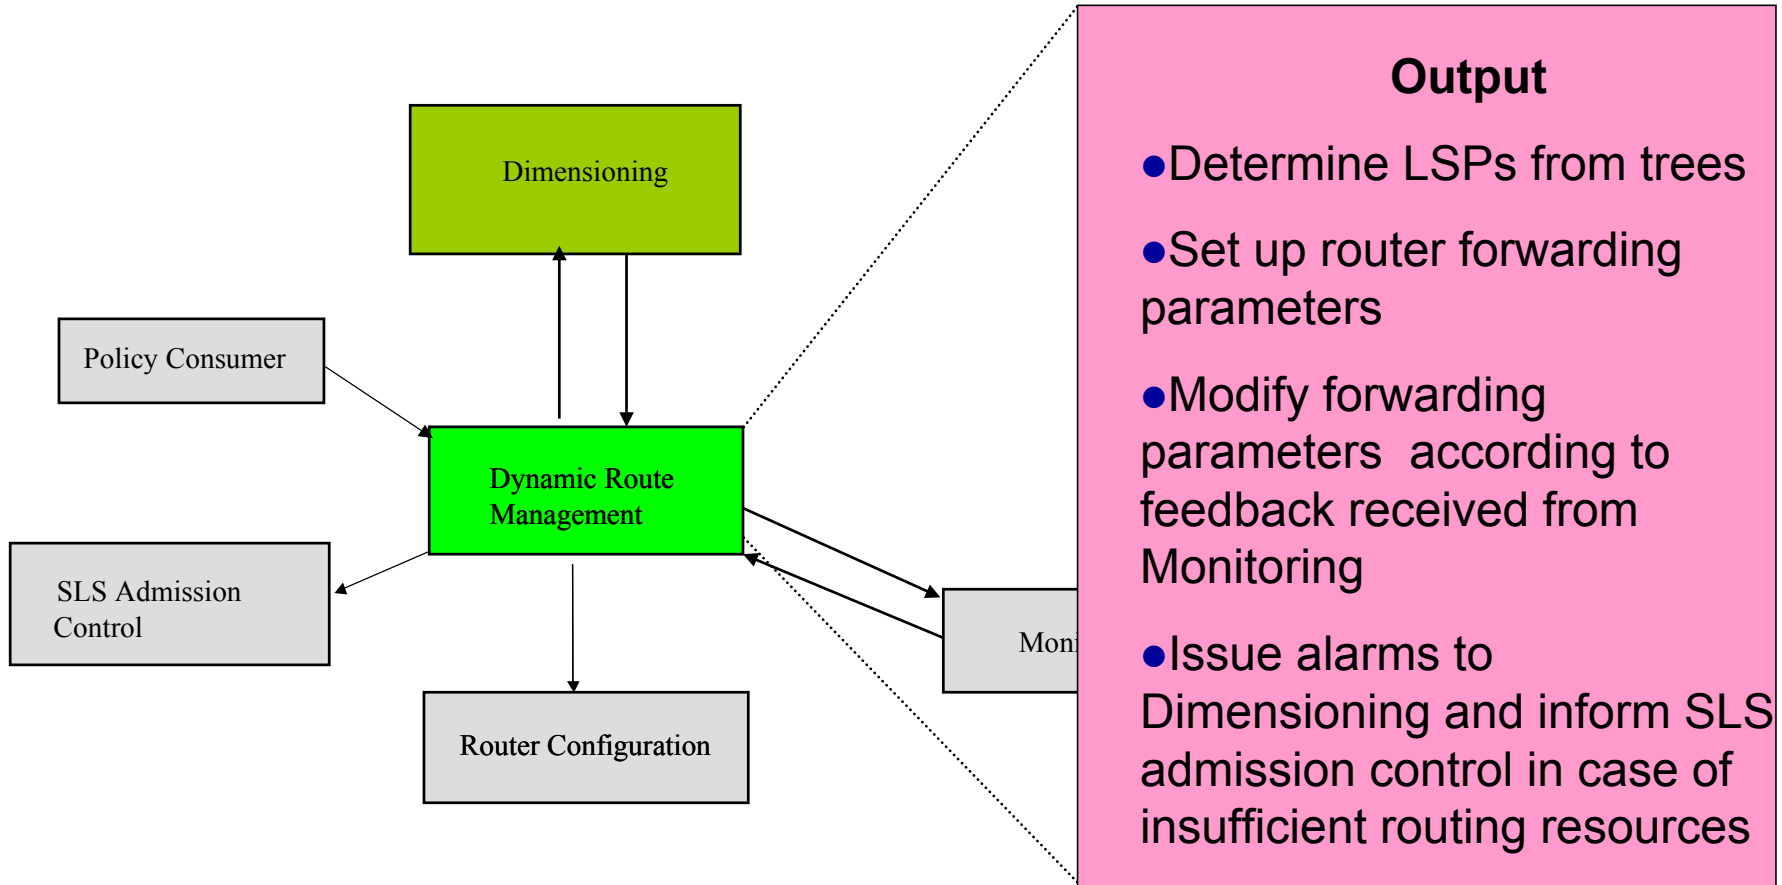 Dimensioning
Policy Consumer
Dynamic Route
Management
SLS Admission
Control
Router Configuration
Moni
Output
●Determine LSPs from trees
●Set up router forwarding
parameters
●Modify forwarding
parameters according to
feedback received from
Monitoring
●Issue alarms to
Dimensioning and inform SLS
admission control in case of
insufficient routing resources